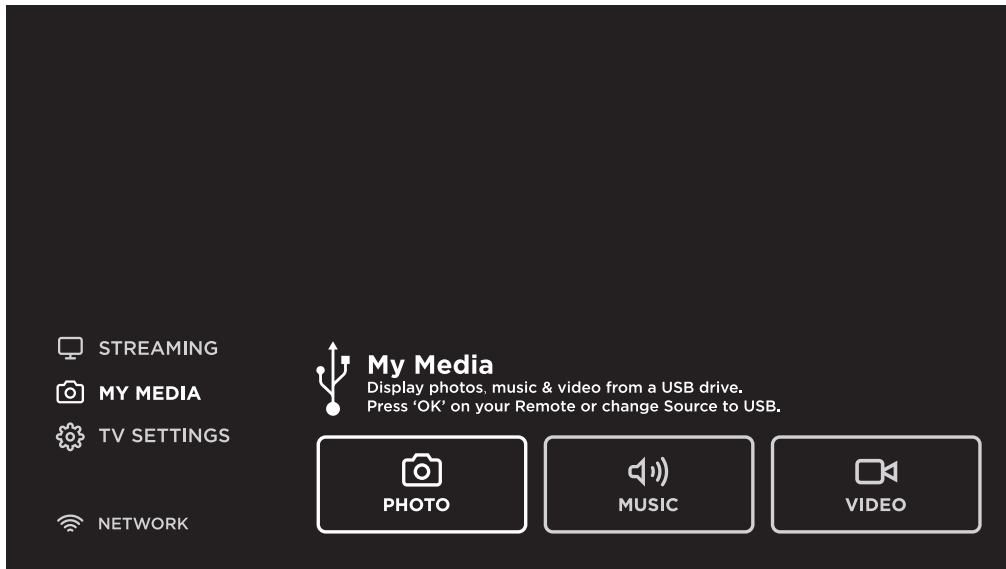 STREAMING
MY MEDIA
TV SETTINGS
NETWORK
My Media
Display photos, music & video from a USB drive.
Press ‘OK’ on your Remote or change Source to USB.
PHOTO
MUSIC
VIDEO